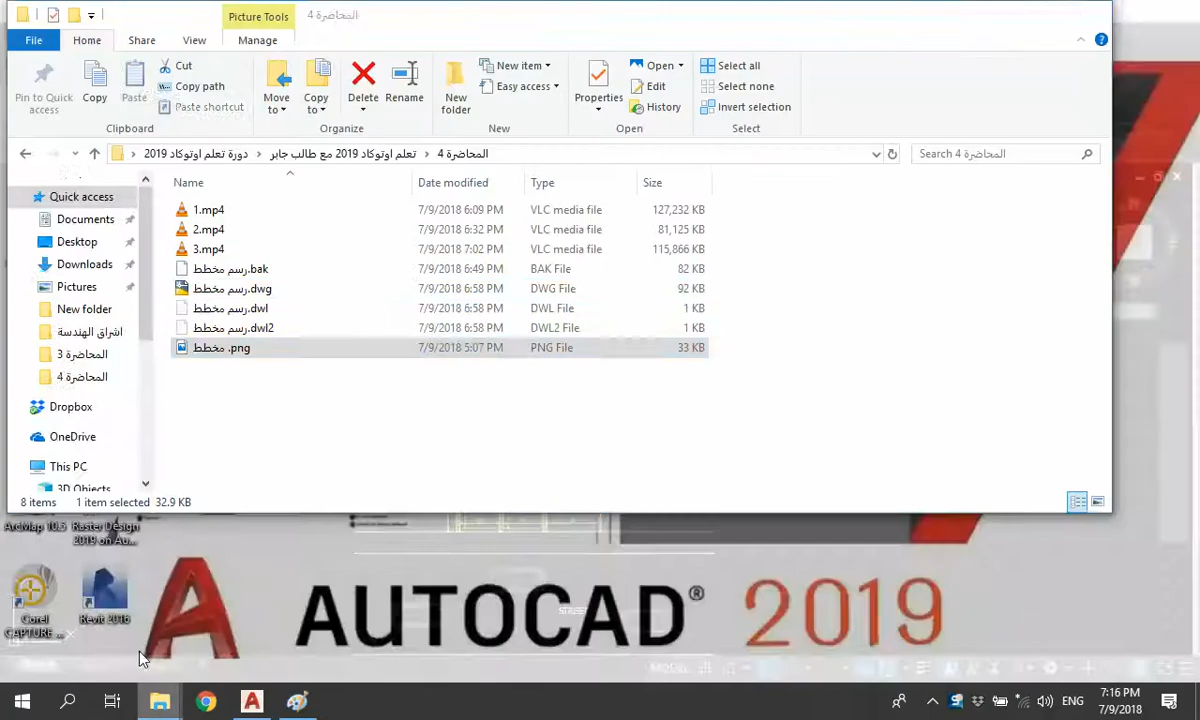 Picture Tools
المحاضرة 4
File
Home
Share
View
Manage
Pin to Quick access
Copy
Paste
Cut
Copy path
Paste shortcut
Clipboard
Move to
Copy to
Delete
Rename
Organize
New folder
New item
Easy access
New
Properties
Open
Edit
History
Open
Select all
Select none
Invert selection
Select
دورة تعلم اوتوكاد 2019 › تعلم اوتوكاد 2019 مع طالب جابر › المحاضرة 4
Search المحاضرة 4
Name
Date modified
Type
Size
1.mp4 7/9/2018 6:09 PM VLC media file 127,232 KB
2.mp4 7/9/2018 6:32 PM VLC media file 81,125 KB
3.mp4 7/9/2018 7:02 PM VLC media file 115,866 KB
رسم مخطط.bak 7/9/2018 6:49 PM BAK File 82 KB
رسم مخطط.dwg 7/9/2018 6:58 PM DWG File 92 KB
رسم مخطط.dwl 7/9/2018 6:58 PM DWL File 1 KB
رسم مخطط.dwl2 7/9/2018 6:58 PM DWL2 File 1 KB
مخطط .png 7/9/2018 5:07 PM PNG File 33 KB
Quick access
Documents
Desktop
Downloads
Pictures
New folder
اشراق الهندسة
المحاضرة 3
المحاضرة 4
Dropbox
OneDrive
This PC
3D Objects
8 items 1 item selected 32.9 KB
ArcMap 10.5
Raster Design
2019 on Au...
Corel
CAPTURE ...
Revit 2016
AUTOCAD® 2019
ENG
7:16 PM
7/9/2018